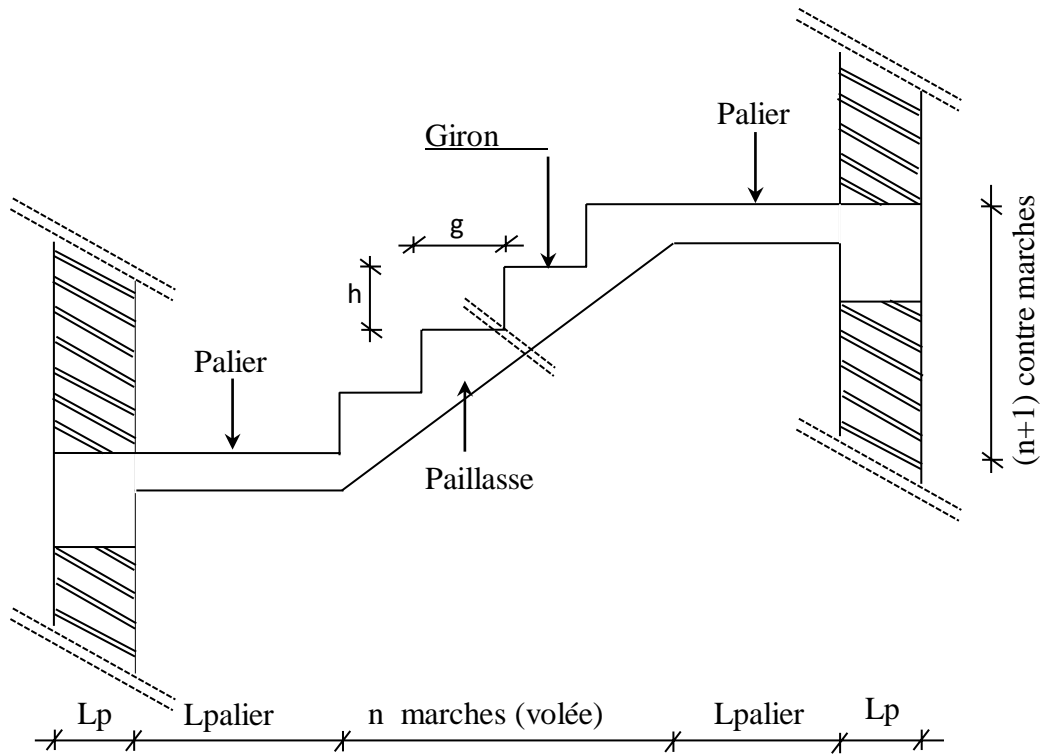 Palier
Giron
g
h
Palier
Paillasse
(n+1) contre marches
Lp Lpalier n marches (volée) Lpalier Lp